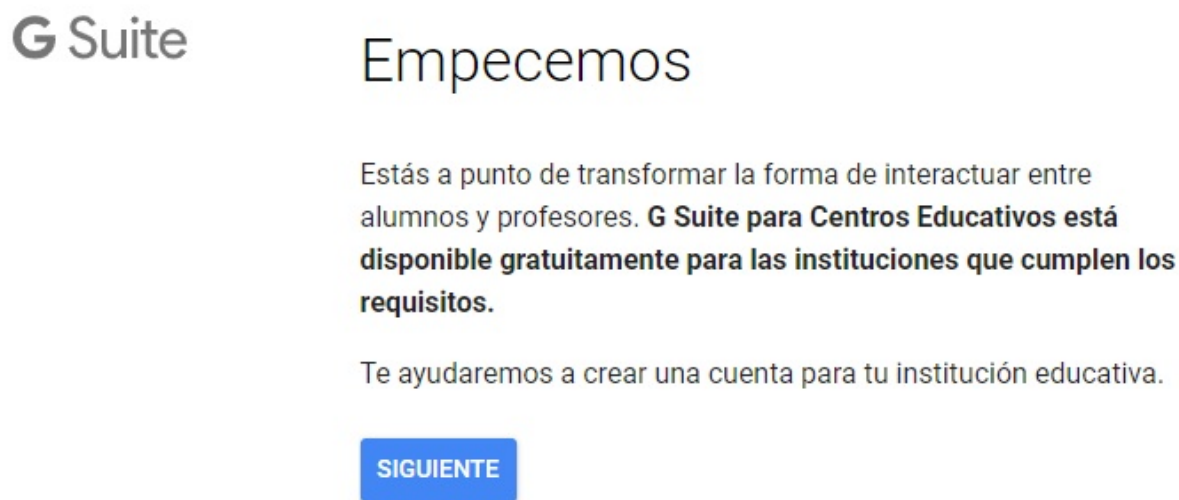 G Suite
Empecemos
Estás a punto de transformar la forma de interactuar entre
alumnos y profesores. G Suite para Centros Educativos está
disponible gratuitamente para las instituciones que cumplen los
requisitos.
Te ayudaremos a crear una cuenta para tu institución educativa.
SIGUIENTE